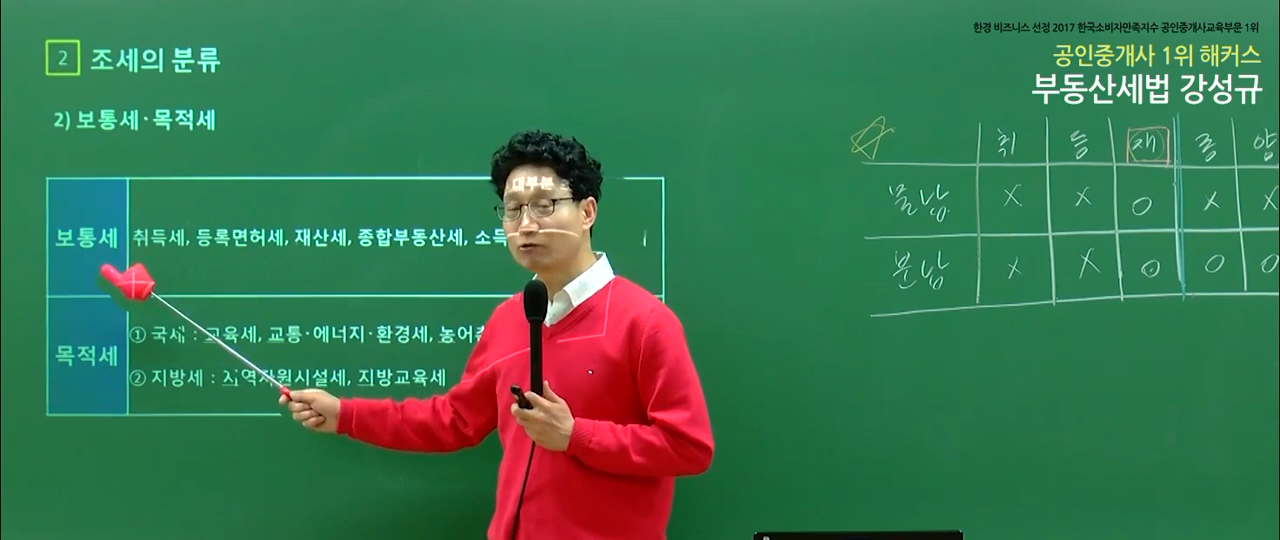 한경 비즈니스 선정 2017 한국소비자만족지수 공인중개사교육부문 1위
공인중개사 1위 해커스
부동산세법 강성규
2 조세의 분류
2) 보통세·목적세
대부분
보통세 취득세, 등록면허세, 재산세, 종합부동산세, 소득
목적세
① 국세 : 교육세, 교통·에너지·환경세, 농어촌
② 지방세 : 지역자원시설세, 지방교육세
취 등 재 종 양
물납 X X O X X
분납 X X O O O